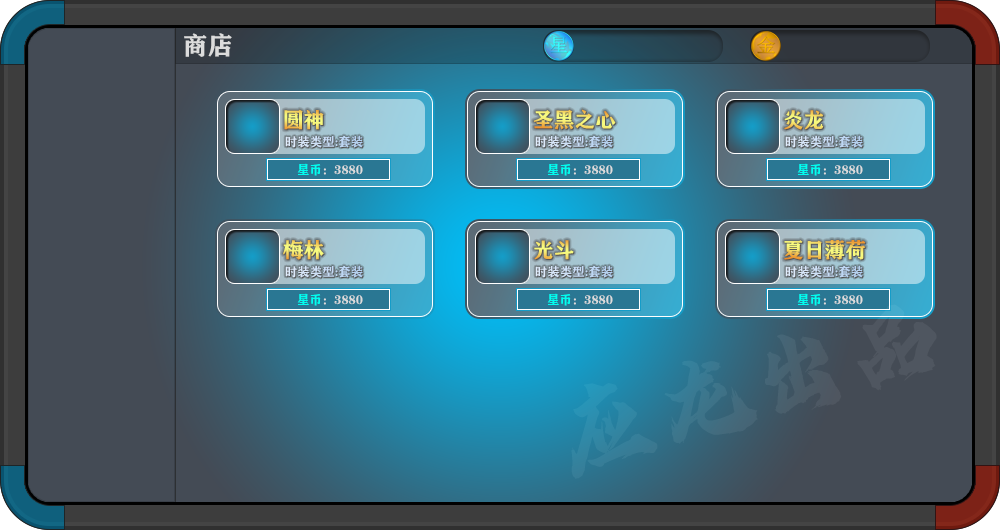 商店
星
金
圆神
时装类型:套装
星币：3880
圣黑之心
时装类型:套装
星币：3880
炎龙
时装类型:套装
星币：3880
梅林
时装类型:套装
星币：3880
光斗
时装类型:套装
星币：3880
夏日薄荷
时装类型:套装
星币：3880
应龙出品